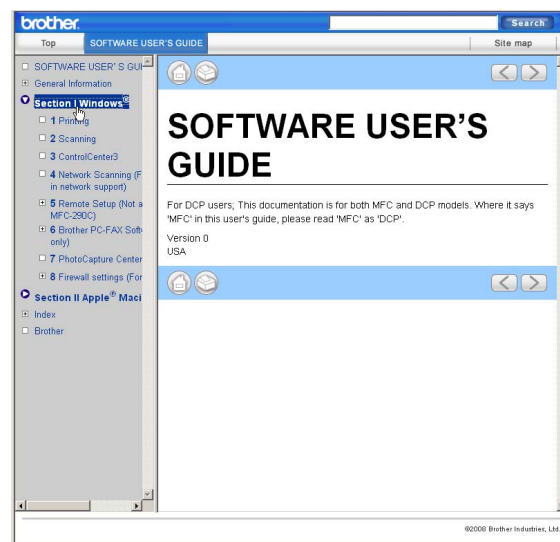 brother.
Search
Top
SOFTWARE USER'S GUIDE
Site map
SOFTWARE USER' S GUI
General Information
Section I Windows®
1 Printing
2 Scanning
3 ControlCenter3
4 Network Scanning (F
in network support)
5 Remote Setup (Not a
MFC-290C)
6 Brother PC-FAX Soft
only)
7 PhotoCapture Center
8 Firewall settings (For
Section II Apple® Maci
Index
Brother
SOFTWARE USER'S
GUIDE
For DCP users; This documentation is for both MFC and DCP models. Where it says
'MFC' in this user's guide, please read 'MFC' as 'DCP'.
Version 0
USA
©2008 Brother Industries, Ltd.